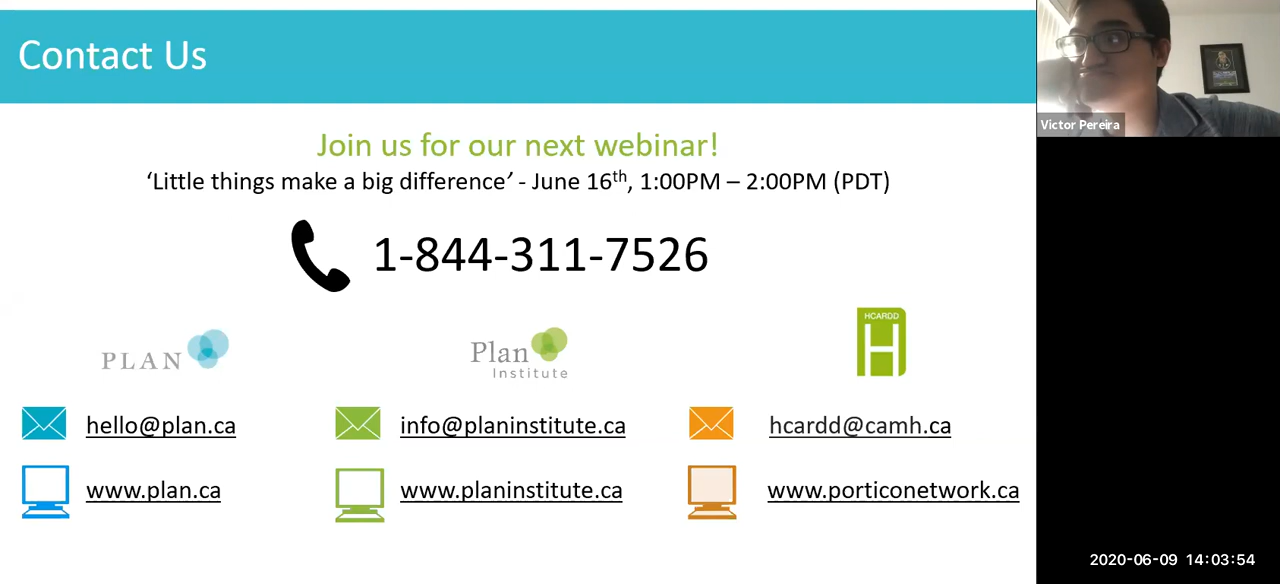 Contact Us
Victor Pereira
Join us for our next webinar!
‘Little things make a big difference’ - June 16th, 1:00PM – 2:00PM (PDT)
1-844-311-7526
PLAN
Plan
Institute
HCARDD
H
hello@plan.ca
info@planinstitute.ca
hcardd@camh.ca
www.plan.ca
www.planinstitute.ca
www.porticonetwork.ca
2020-06-09 14:03:54